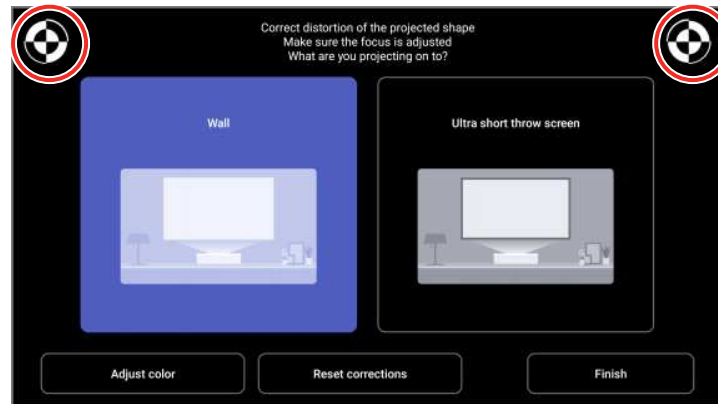 Correct distortion of the projected shape
Make sure the focus is adjusted
What are you projecting on to?
Wall
Ultra short throw screen
Adjust color
Reset corrections
Finish